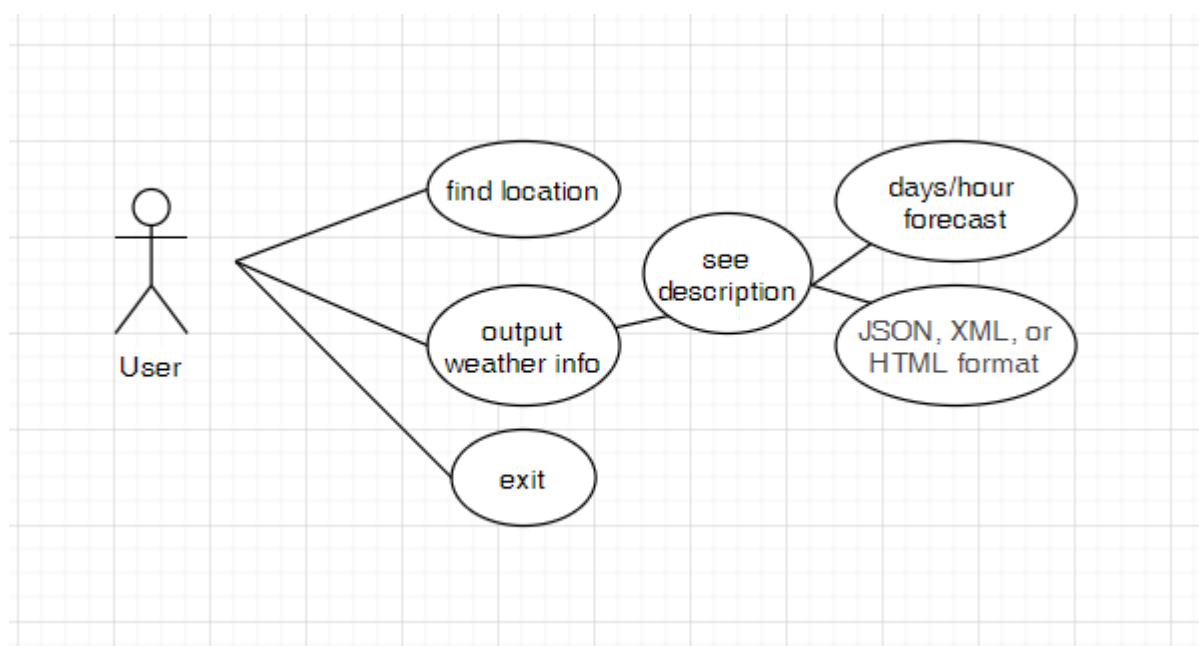 find location
days/hour
forecast
see
description
output
weather info
JSON, XML, or
HTML format
User
exit